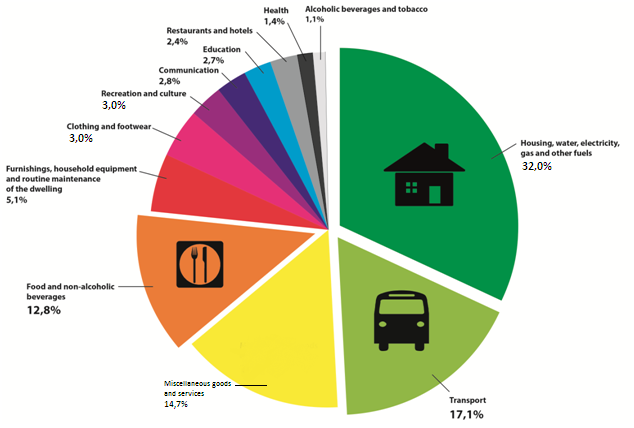 Health
1,4%
Alcoholic beverages and tobacco
1,1%
Restaurants and hotels
2,4%
Education
2,7%
Communication
2,8%
Recreation and culture
3,0%
Clothing and footwear
3,0%
Furnishings, household equipment
and routine maintenance
of the dwelling
5,1%
Food and non-alcoholic
beverages
12,8%
Miscellaneous goods
and services
14,7%
Transport
17,1%
Housing, water, electricity,
gas and other fuels
32,0%